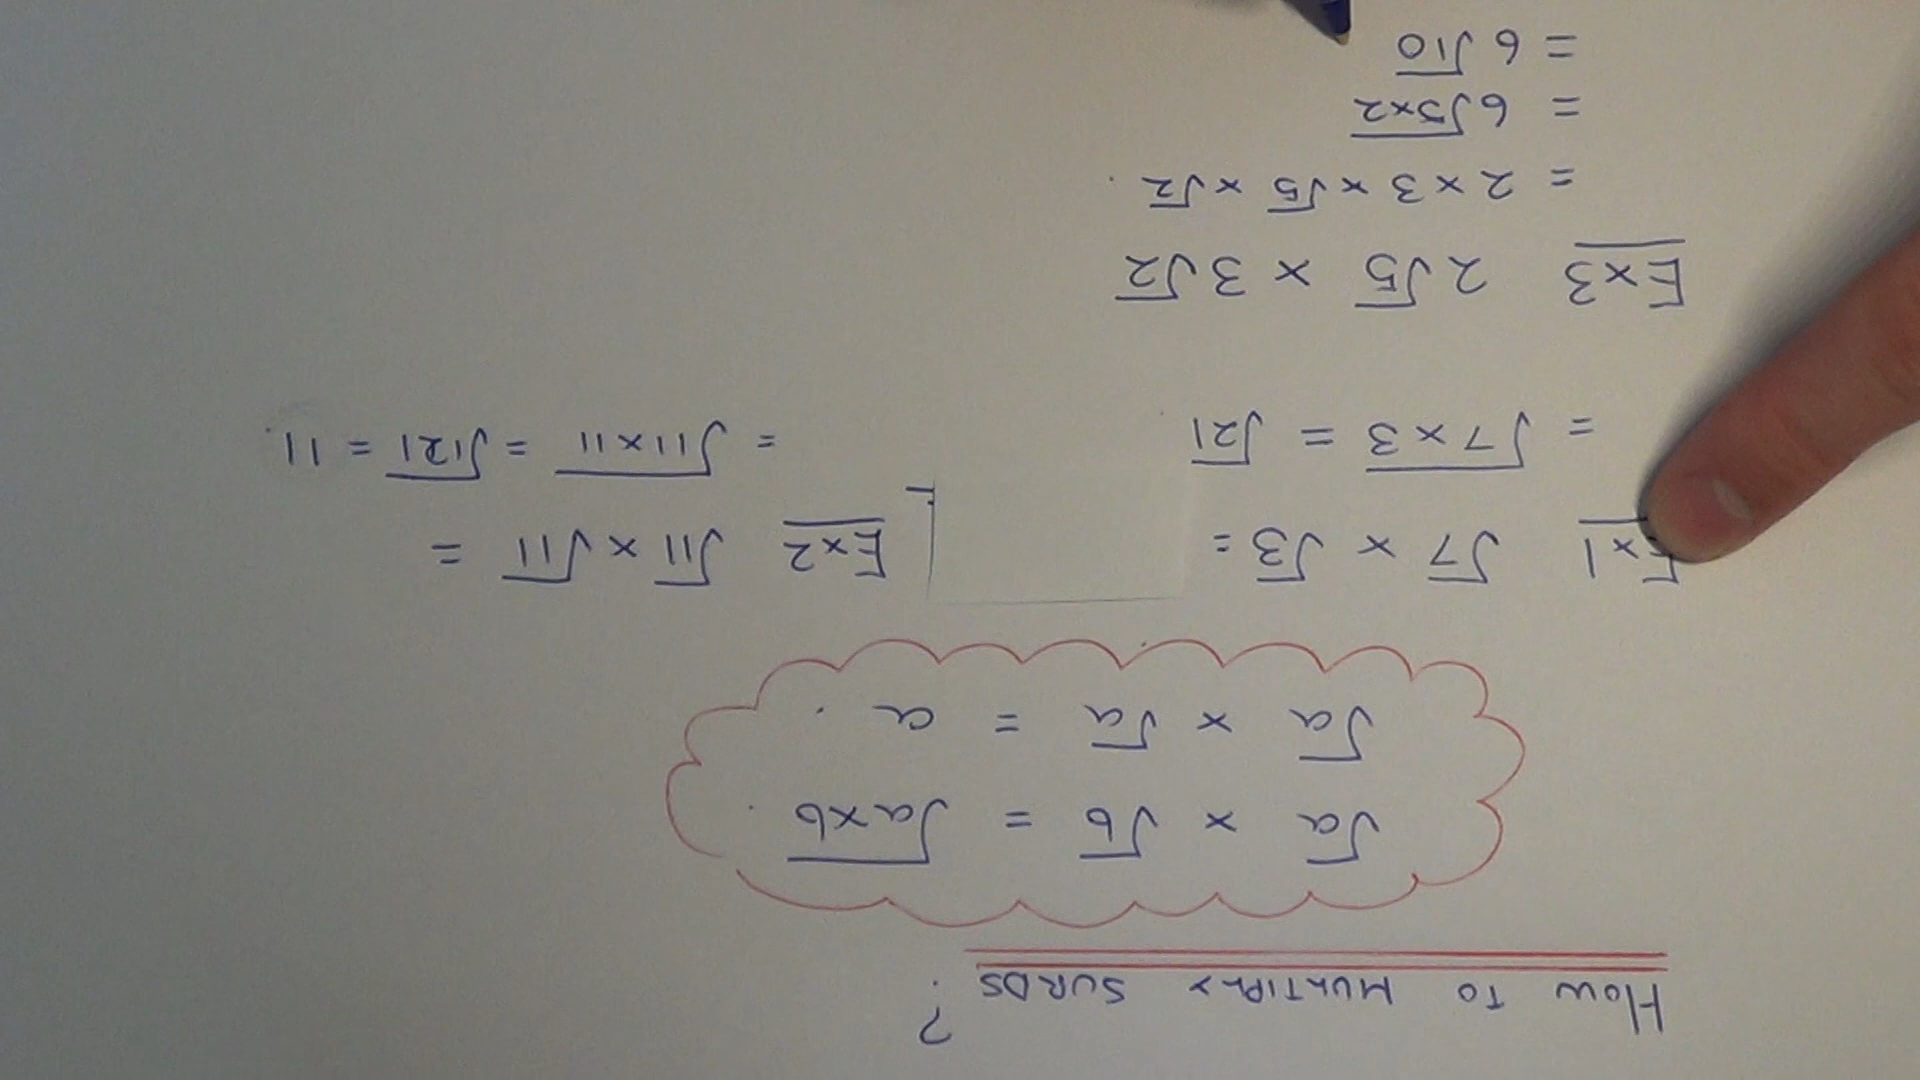 HOW TO MULTIPLY SURDS?
√a × √b = √a×b
√a × √a = a
Ex1 √7 × √3 =
= √7×3 = √21
Ex2 √11 × √11 =
= √11×11 = √121 = 11
Ex3 2√5 × 3√2
= 2 × 3 × √5 × √2
= 6√5×2
= 6√10